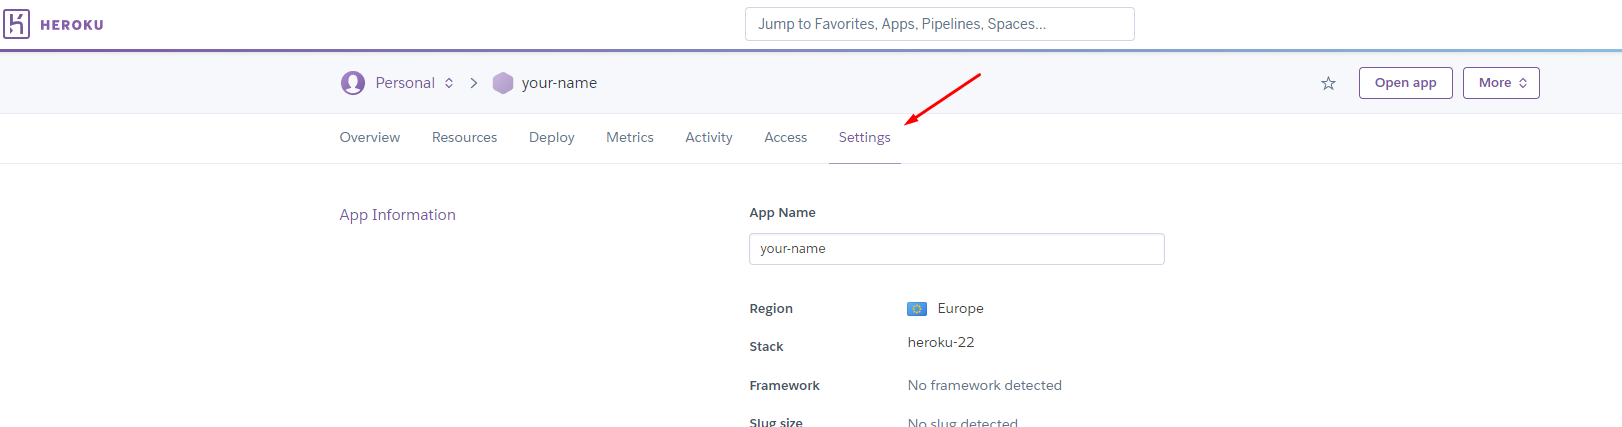 HEROKU
Jump to Favorites, Apps, Pipelines, Spaces...
Personal your-name Open app More
Overview Resources Deploy Metrics Activity Access Settings
App Information App Name
your-name
Region Europe
Stack heroku-22
Framework No framework detected
Slug size No slug detected